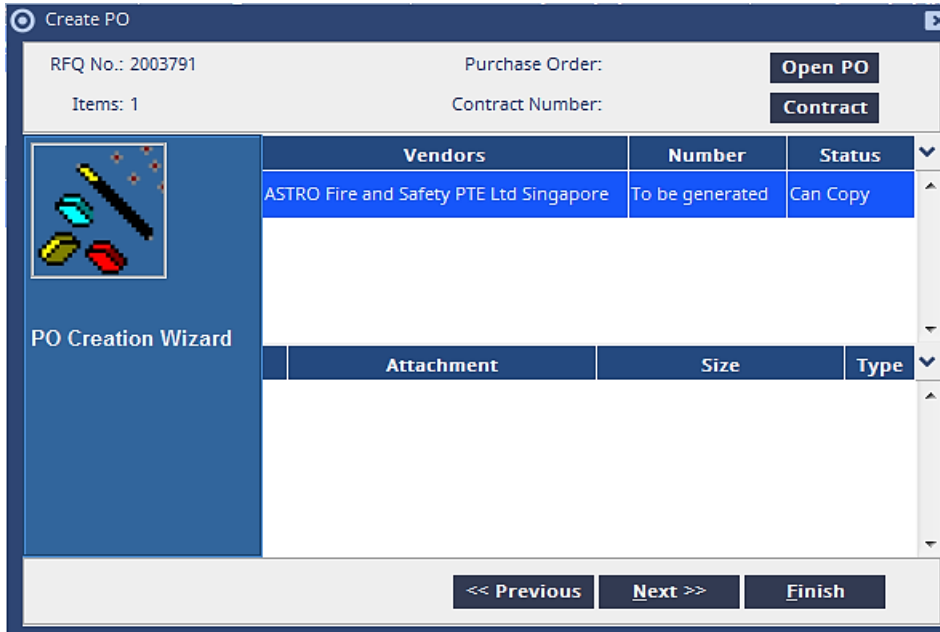 Create PO
RFQ No.: 2003791 Purchase Order: Open PO
Items: 1 Contract Number: Contract
Vendors Number Status
ASTRO Fire and Safety PTE Ltd Singapore To be generated Can Copy
PO Creation Wizard
Attachment Size Type
<< Previous Next >> Finish